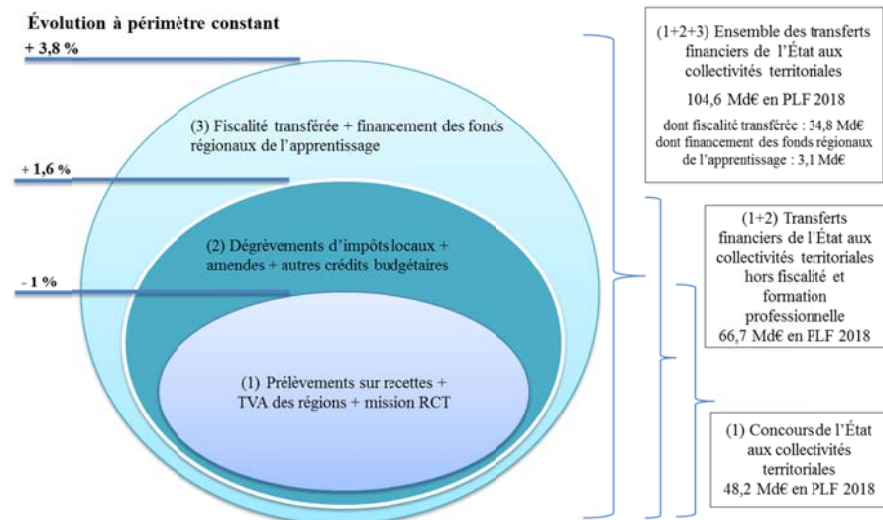 Évolution à périmètre constant
+ 3,8 %
(3) Fiscalité transférée + financement des fonds
régionaux de l'apprentissage
+ 1,6%
(2) Dégrèvements d'impôts locaux +
amendes + autres crédits budgétaires
- 1 %
(1) Prélèvements sur recettes +
TVA des régions + mission RCT
(1+2+3) Ensemble des transferts
financiers de l'État aux
collectivités territoriales
104,6 Md€ en PLF 2018
dont fiscalité transférée : 34,8 Md€
dont financement des fonds régionaux
de l'apprentissage : 3,1 Md€
(1+2) Transferts
financiers de l'État aux
collectivités territoriales
hors fiscalité et
formation
professionnelle
66,7 Md€ en PLF 2018
(1) Concours de l'État
aux collectivités
territoriales
48,2 Md€ en PLF 2018